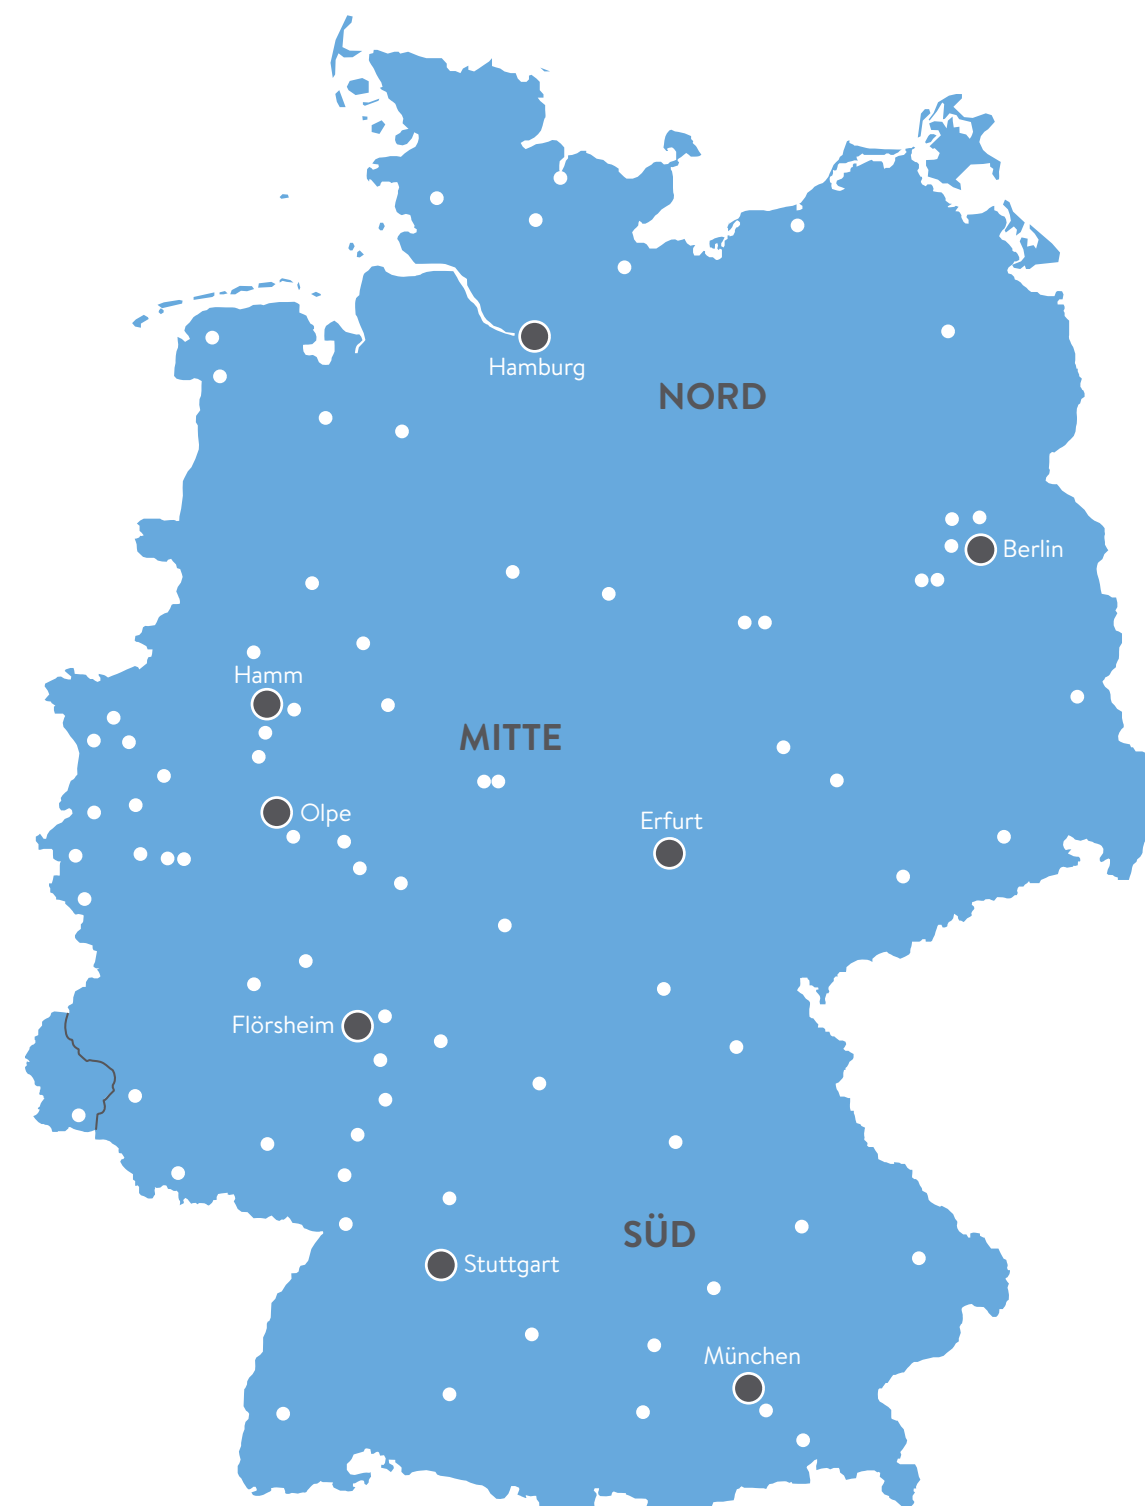 Hamburg
NORD
Berlin
Hamm
MITTE
Olpe
Erfurt
Flörsheim
SÜD
Stuttgart
München